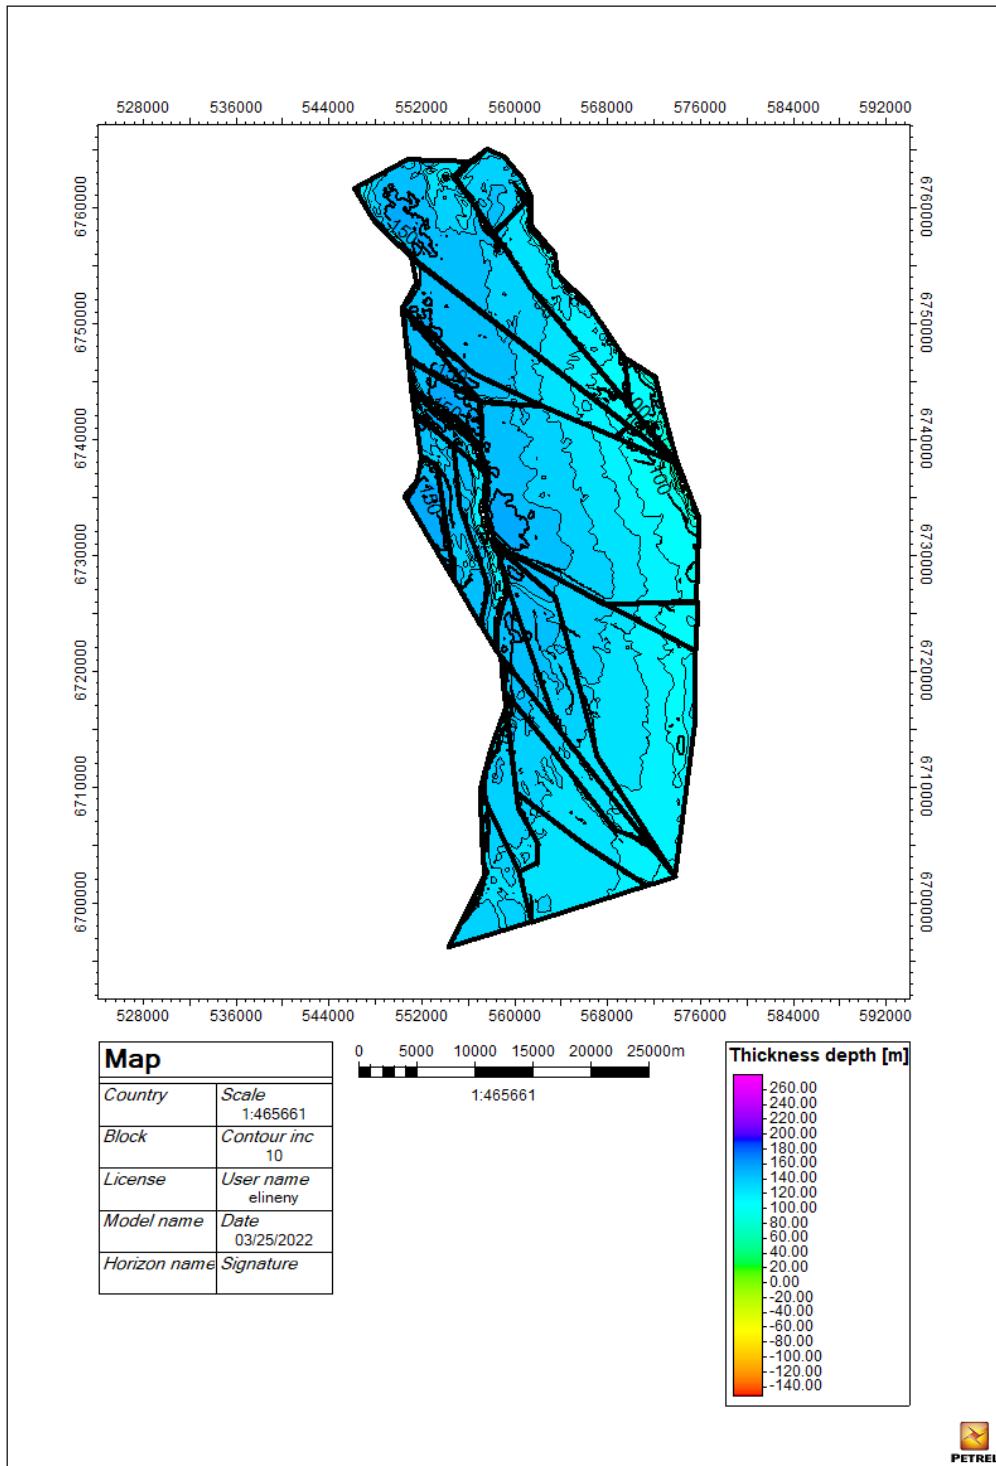 528000 536000 544000 552000 560000 568000 576000 584000 592000
6760000 6760000
6750000 6750000
6740000 6740000
6730000 6730000
6720000 6720000
6710000 6710000
6700000 6700000
150
100
100
528000 536000 544000 552000 560000 568000 576000 584000 592000
Map
Country
Scale
1:465661
Block
Contour inc
10
License
User name
elineny
Model name
Date
03/25/2022
Horizon name
Signature
0 5000 10000 15000 20000 25000m
1:465661
Thickness depth [m]
260.00
240.00
220.00
200.00
180.00
160.00
140.00
120.00
100.00
80.00
60.00
40.00
20.00
0.00
-20.00
-40.00
-60.00
-80.00
-100.00
-120.00
-140.00
PETREL